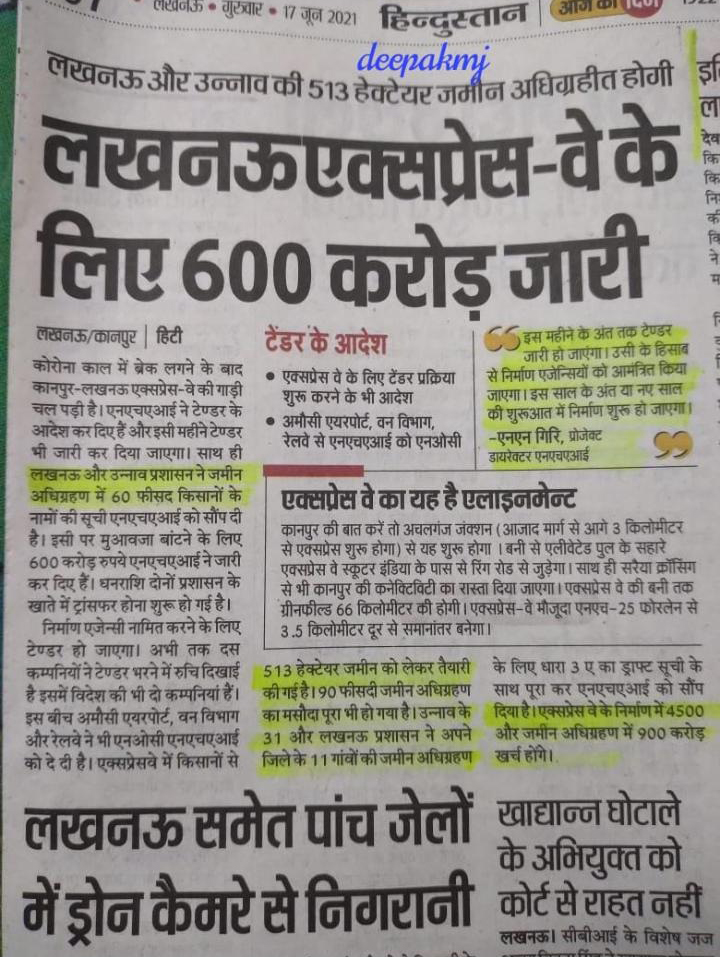 लखनऊ • गुरुवार • 17 जून 2021
हिन्दुस्तान
आज का दिन
deepakmj
लखनऊ और उन्नाव की 513 हेक्टेयर जमीन अधिग्रहीत होगी
लखनऊ एक्सप्रेस-वे के
लिए 600 करोड़ जारी
लखनऊ/कानपुर | हिटी
कोरोना काल में ब्रेक लगने के बाद
कानपुर-लखनऊ एक्सप्रेस-वे की गाड़ी
चल पड़ी है। एनएचएआई ने टेण्डर के
आदेश कर दिए हैं और इसी महीने टेण्डर
भी जारी कर दिया जाएगा। साथ ही
लखनऊ और उन्नाव प्रशासन ने जमीन
अधिग्रहण में 60 फीसद किसानों के
नामों की सूची एनएचएआई को सौंप दी
है। इसी पर मुआवजा बांटने के लिए
600 करोड़ रुपये एनएचएआई ने जारी
कर दिए हैं। धनराशि दोनों प्रशासन के
खाते में ट्रांसफर होना शुरू हो गई है।
निर्माण एजेन्सी नामित करने के लिए
टेण्डर हो जाएगा। अभी तक दस
कम्पनियों ने टेण्डर भरने में रुचि दिखाई
है इसमें विदेश की भी दो कम्पनियां हैं।
इस बीच अमौसी एयरपोर्ट, वन विभाग
और रेलवे ने भी एनओसी एनएचएआई
को दे दी है। एक्सप्रेसवे में किसानों से
टेंडर के आदेश
• एक्सप्रेस वे के लिए टेंडर प्रक्रिया
शुरू करने के भी आदेश
• अमौसी एयरपोर्ट, वन विभाग,
रेलवे से एनएचएआई को एनओसी
इस महीने के अंत तक टेण्डर
जारी हो जाएंगा। उसी के हिसाब
से निर्माण एजेन्सियों को आमंत्रित किया
जाएगा। इस साल के अंत या नए साल
की शुरूआत में निर्माण शुरू हो जाएगा।
-एनएन गिरि, प्रोजेक्ट
डायरेक्टर एनएचएआई
एक्सप्रेस वे का यह है एलाइनमेन्ट
कानपुर की बात करें तो अचलगंज जंक्शन (आजाद मार्ग से आगे 3 किलोमीटर
से एक्सप्रेस शुरू होगा) से यह शुरू होगा । बनी से एलीवेटेड पुल के सहारे
एक्सप्रेस वे स्कूटर इंडिया के पास से रिंग रोड से जुड़ेगा। साथ ही सरैया क्रॉसिंग
से भी कानपुर की कनेक्टिविटी का रास्ता दिया जाएगा। एक्सप्रेस वे की बनी तक
ग्रीनफील्ड 66 किलोमीटर की होगी। एक्सप्रेस-वे मौजूदा एनएच-25 फोरलेन से
3.5 किलोमीटर दूर से समानांतर बनेगा।
513 हेक्टेयर जमीन को लेकर तैयारी
की गई है। 90 फीसदी जमीन अधिग्रहण
का मसौदा पूरा भी हो गया है। उन्नाव के
31 और लखनऊ प्रशासन ने अपने
जिले के 11 गांवों की जमीन अधिग्रहण
के लिए धारा 3 ए का ड्राफ्ट सूची के
साथ पूरा कर एनएचएआई को सौंप
दिया है। एक्सप्रेस वे के निर्माण में 4500
और जमीन अधिग्रहण में 900 करोड़
खर्च होंगे।
लखनऊ समेत पांच जेलों
में ड्रोन कैमरे से निगरानी
खाद्यान्न घोटाले
के अभियुक्त को
कोर्ट से राहत नहीं
लखनऊ। सीबीआई के विशेष जज